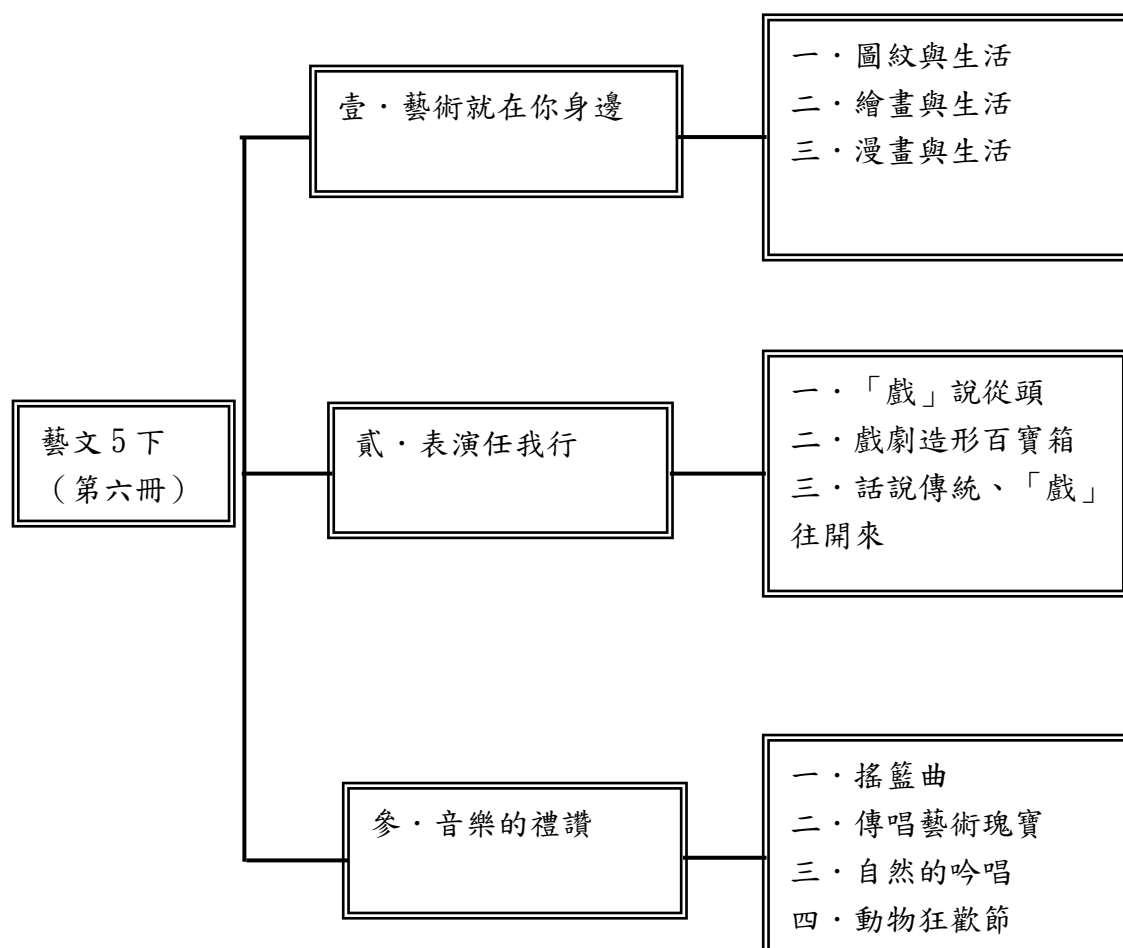 壹．藝術就在你身邊
一．圖紋與生活
二．繪畫與生活
三．漫畫與生活
藝文5下
（第六冊）
貳．表演任我行
一．「戲」說從頭
二．戲劇造形百寶箱
三．話說傳統、「戲」
往開來
參．音樂的禮讚
一．搖籃曲
二．傳唱藝術瑰寶
三．自然的吟唱
四．動物狂歡節